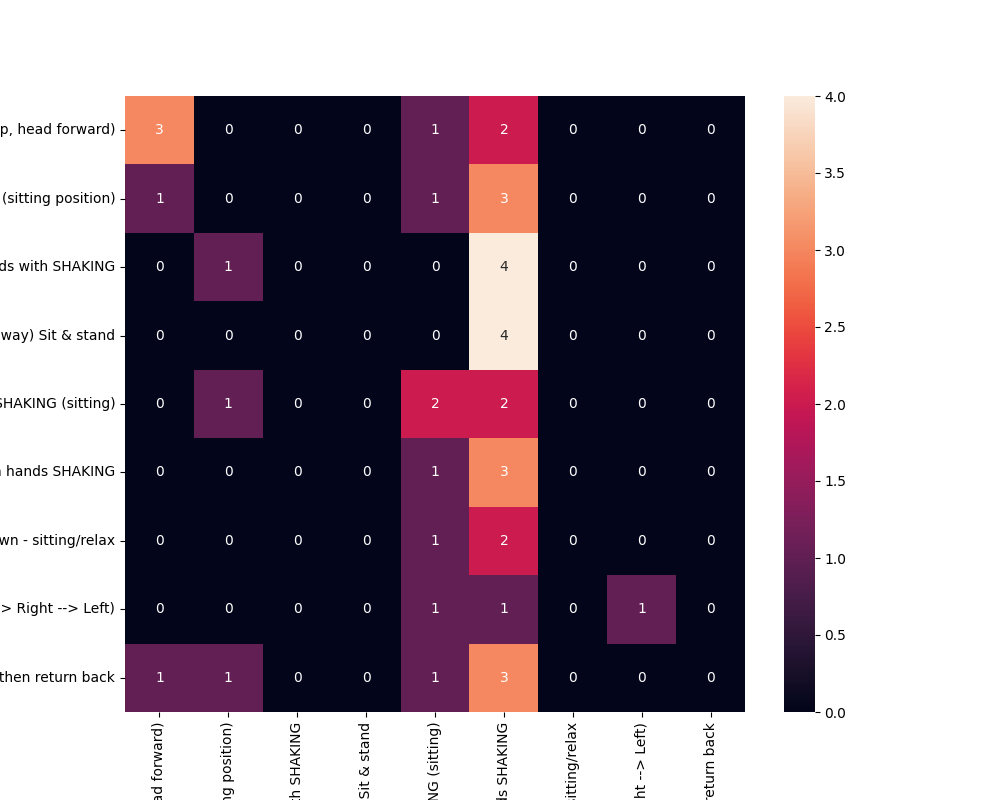 p, head forward) 3 0 0 0 1 2 0 0 0
(sitting position) 1 0 0 0 1 3 0 0 0
ds with SHAKING 0 1 0 0 0 4 0 0 0
way) Sit & stand 0 0 0 0 0 4 0 0 0
SHAKING (sitting) 0 1 0 0 2 2 0 0 0
hands SHAKING 0 0 0 0 1 3 0 0 0
wn - sitting/relax 0 0 0 0 1 2 0 0 0
> Right --> Left) 0 0 0 0 1 1 0 1 0
then return back 1 1 0 0 1 3 0 0 0
ad forward)
ng position)
th SHAKING
Sit & stand
NG (sitting)
ds SHAKING
sitting/relax
ht --> Left)
return back
4.0
3.5
3.0
2.5
2.0
1.5
1.0
0.5
0.0